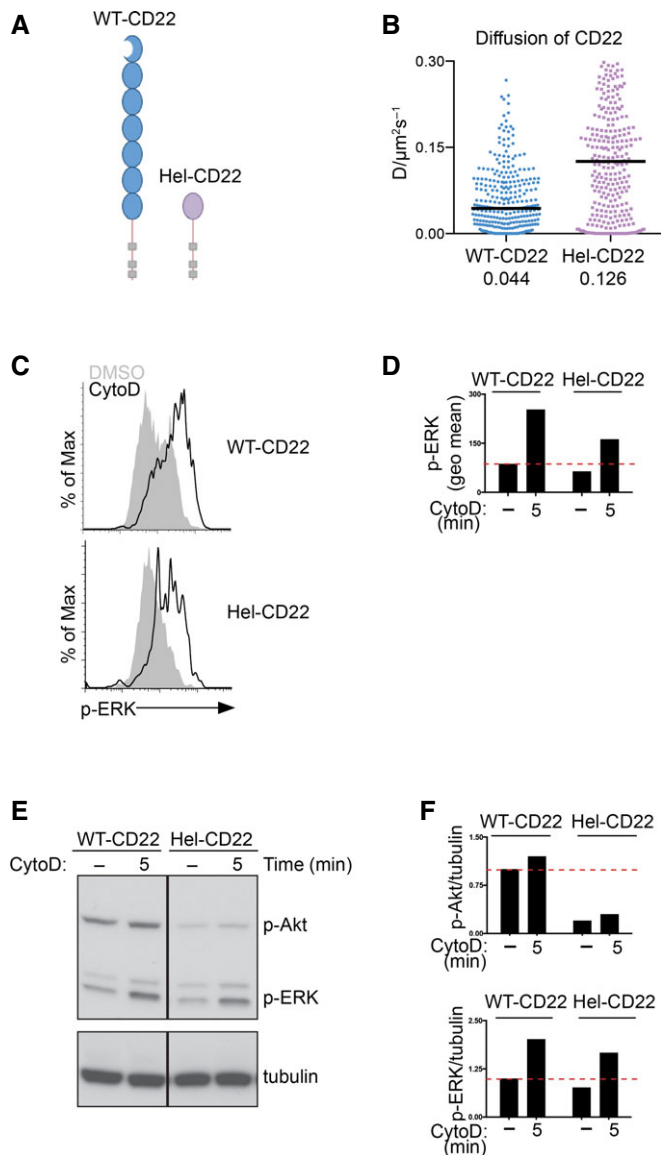 A
WT-CD22
Hel-CD22
B
Diffusion of CD22
D/μm²s⁻¹
0.30
0.15
0.00
WT-CD22 Hel-CD22
0.044 0.126
C
DMSO
CytoD
% of Max
WT-CD22
% of Max
Hel-CD22
p-ERK
D
WT-CD22 Hel-CD22
p-ERK
(geo mean)
300
150
0
CytoD: – 5 – 5
(min)
E
WT-CD22 Hel-CD22
CytoD: – 5 – 5 Time (min)
p-Akt
p-ERK
tubulin
F
WT-CD22 Hel-CD22
p-Akt/tubulin
1.50
0.75
0.00
CytoD: – 5 – 5
(min)
WT-CD22 Hel-CD22
p-ERK/tubulin
2.50
1.25
0.00
CytoD: – 5 – 5
(min)